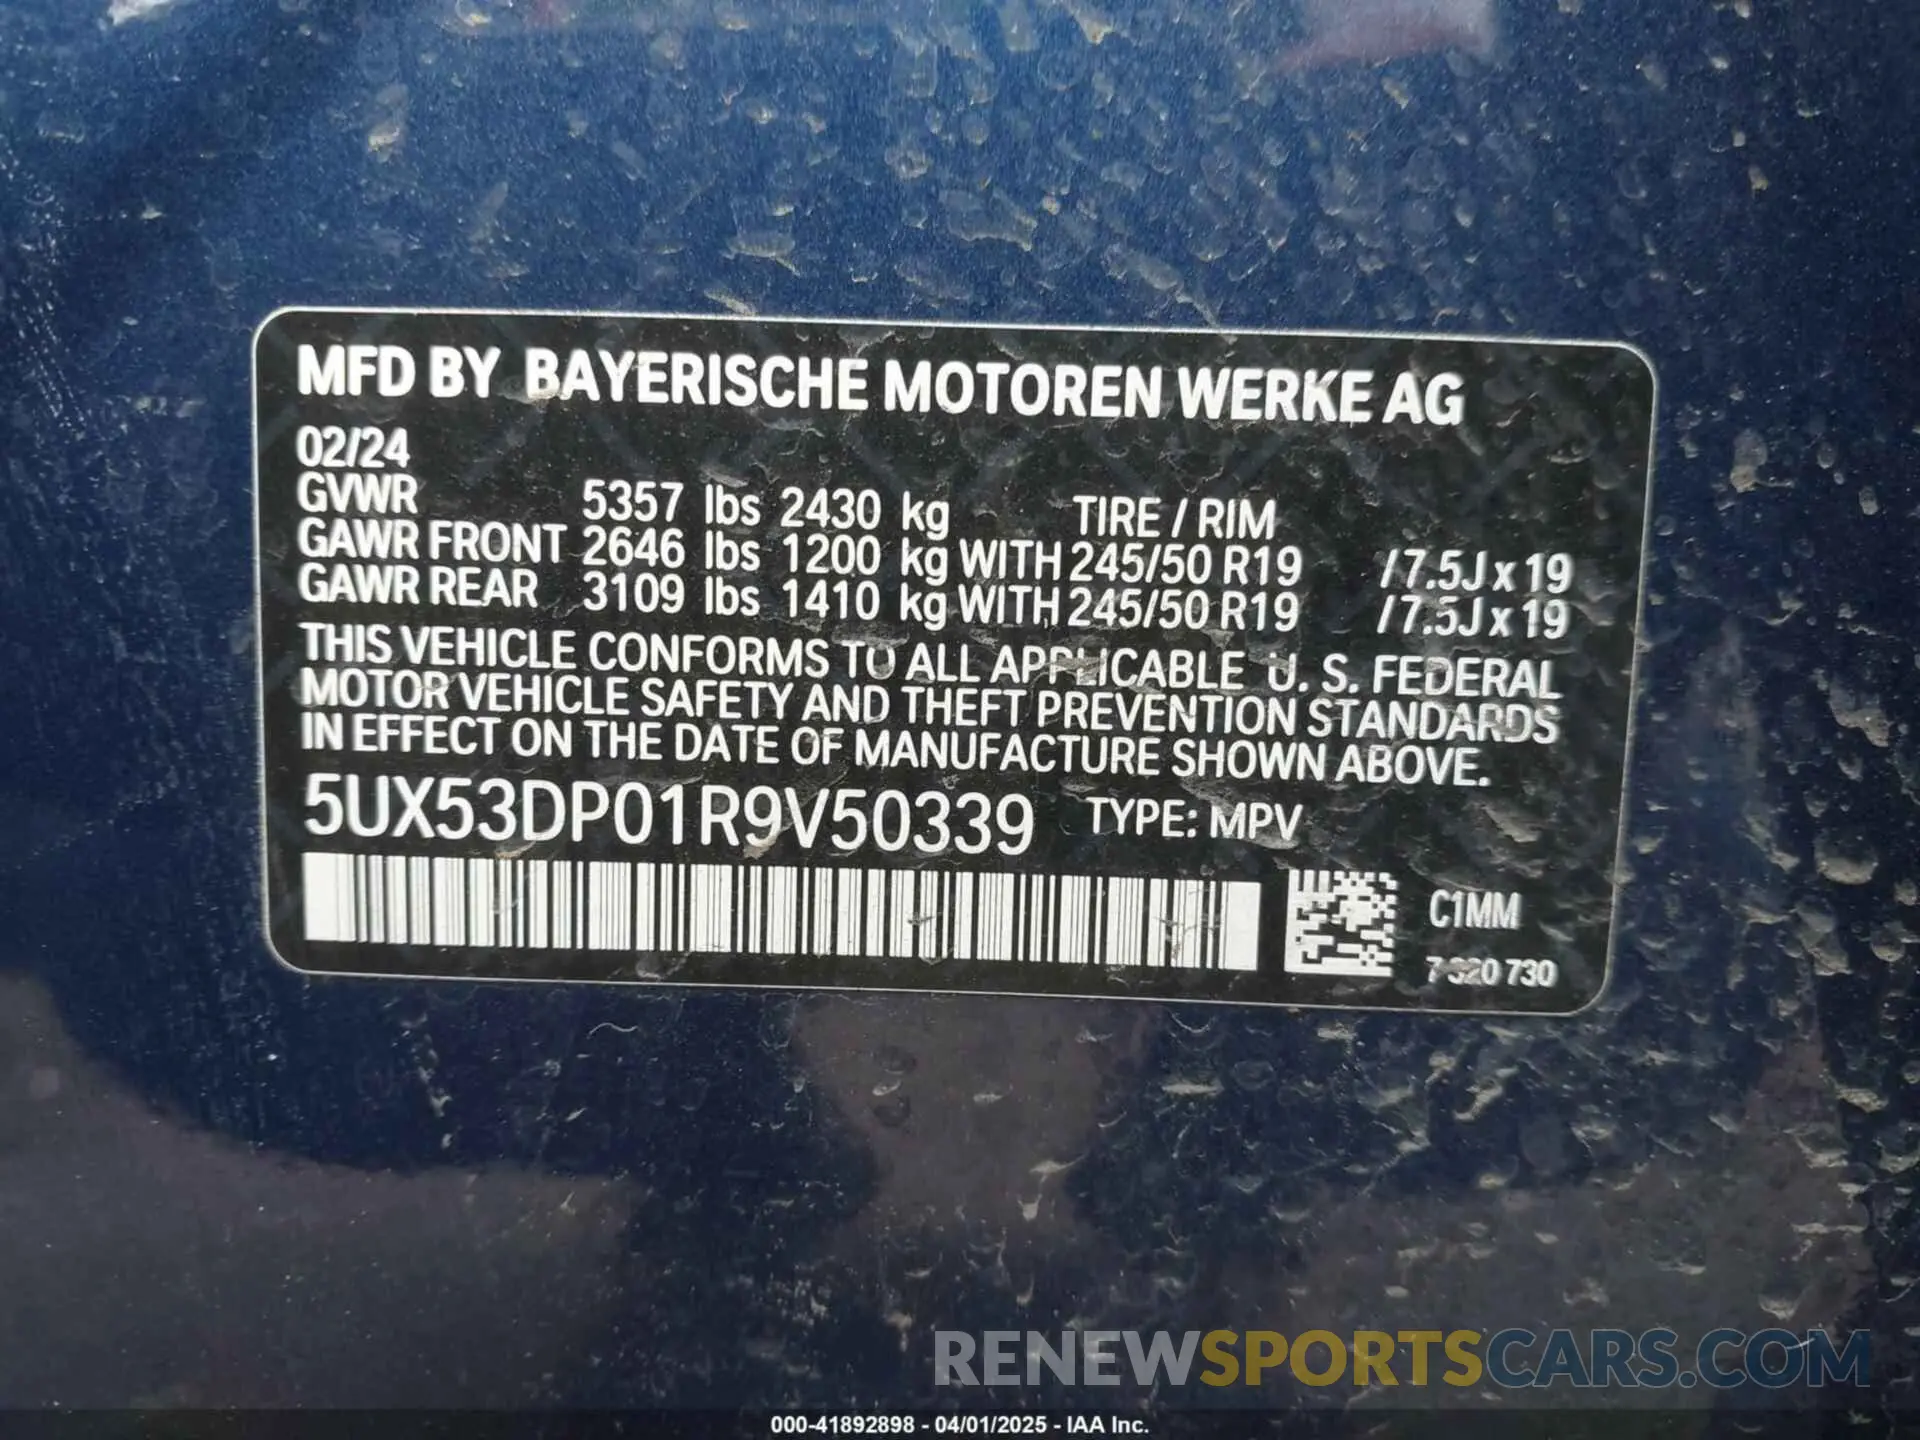 MFD BY BAYERISCHE MOTOREN WERKE AG
02/24
GVWR 5357 lbs 2430 kg TIRE / RIM
GAWR FRONT 2646 lbs 1200 kg WITH 245/50 R19 /7.5J x 19
GAWR REAR 3109 lbs 1410 kg WITH 245/50 R19 /7.5J x 19
THIS VEHICLE CONFORMS TO ALL APPLICABLE U. S. FEDERAL
MOTOR VEHICLE SAFETY AND THEFT PREVENTION STANDARDS
IN EFFECT ON THE DATE OF MANUFACTURE SHOWN ABOVE.
5UX53DP01R9V50339 TYPE: MPV
C1MM
730
RENEWSPORTSCARS.COM
000-41892898 - 04/01/2025 - IAA Inc.